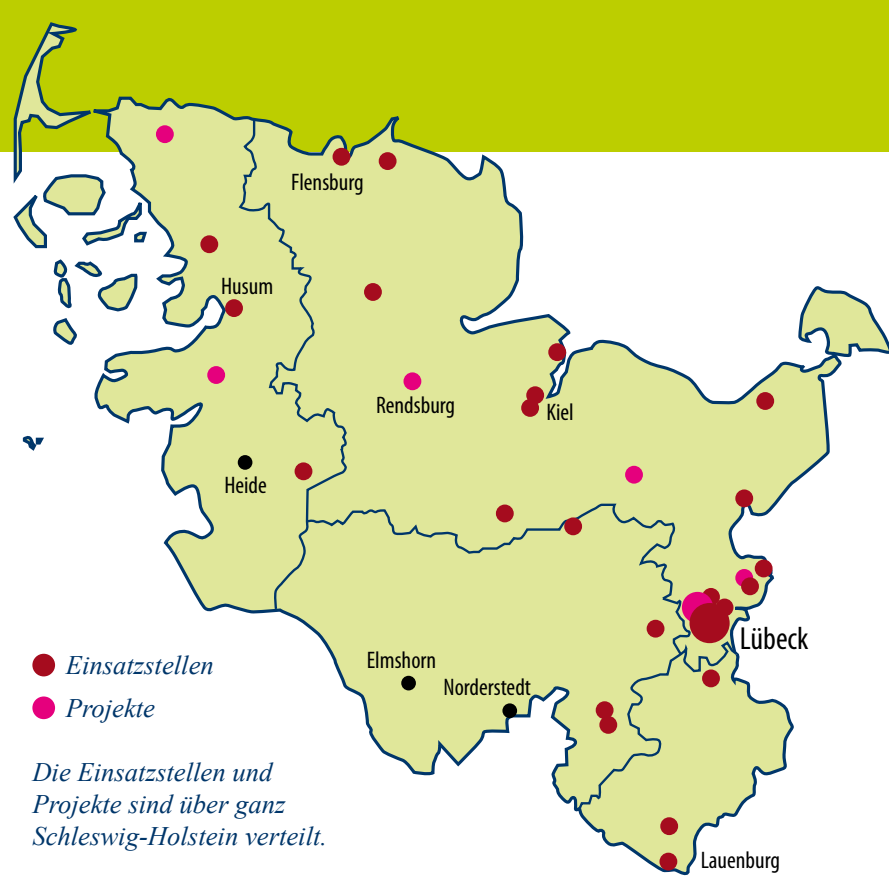 Flensburg
Husum
Rendsburg
Kiel
Heide
Lübeck
Elmshorn
Norderstedt
Lauenburg
Einsatzstellen
Projekte
Die Einsatzstellen und
Projekte sind über ganz
Schleswig-Holstein verteilt.